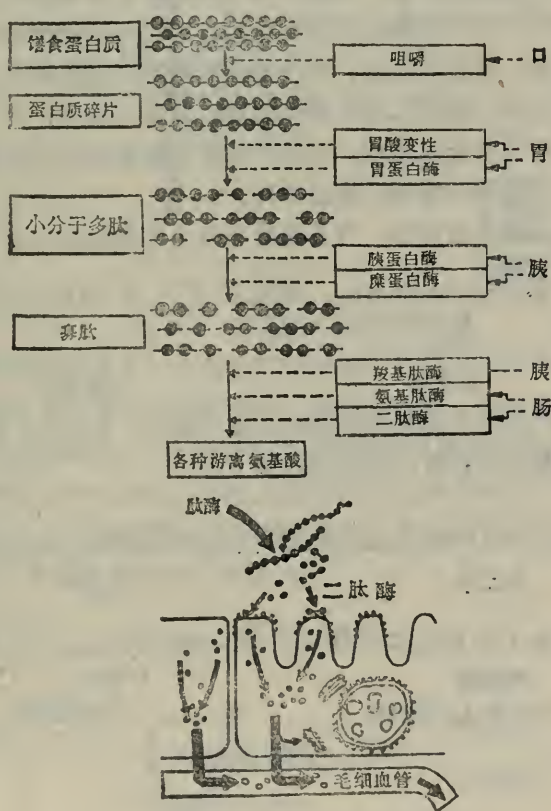 馐食蛋白质
咀嚼
口
蛋白质碎片
胃酸变性
胃
胃蛋白酶
小分子多肽
胰蛋白酶
胰
糜蛋白酶
寡肽
羧基肽酶
胰
氨基肽酶
肠
二肽酶
各种游离氨基酸
肽酶
二肽酶
毛细血管